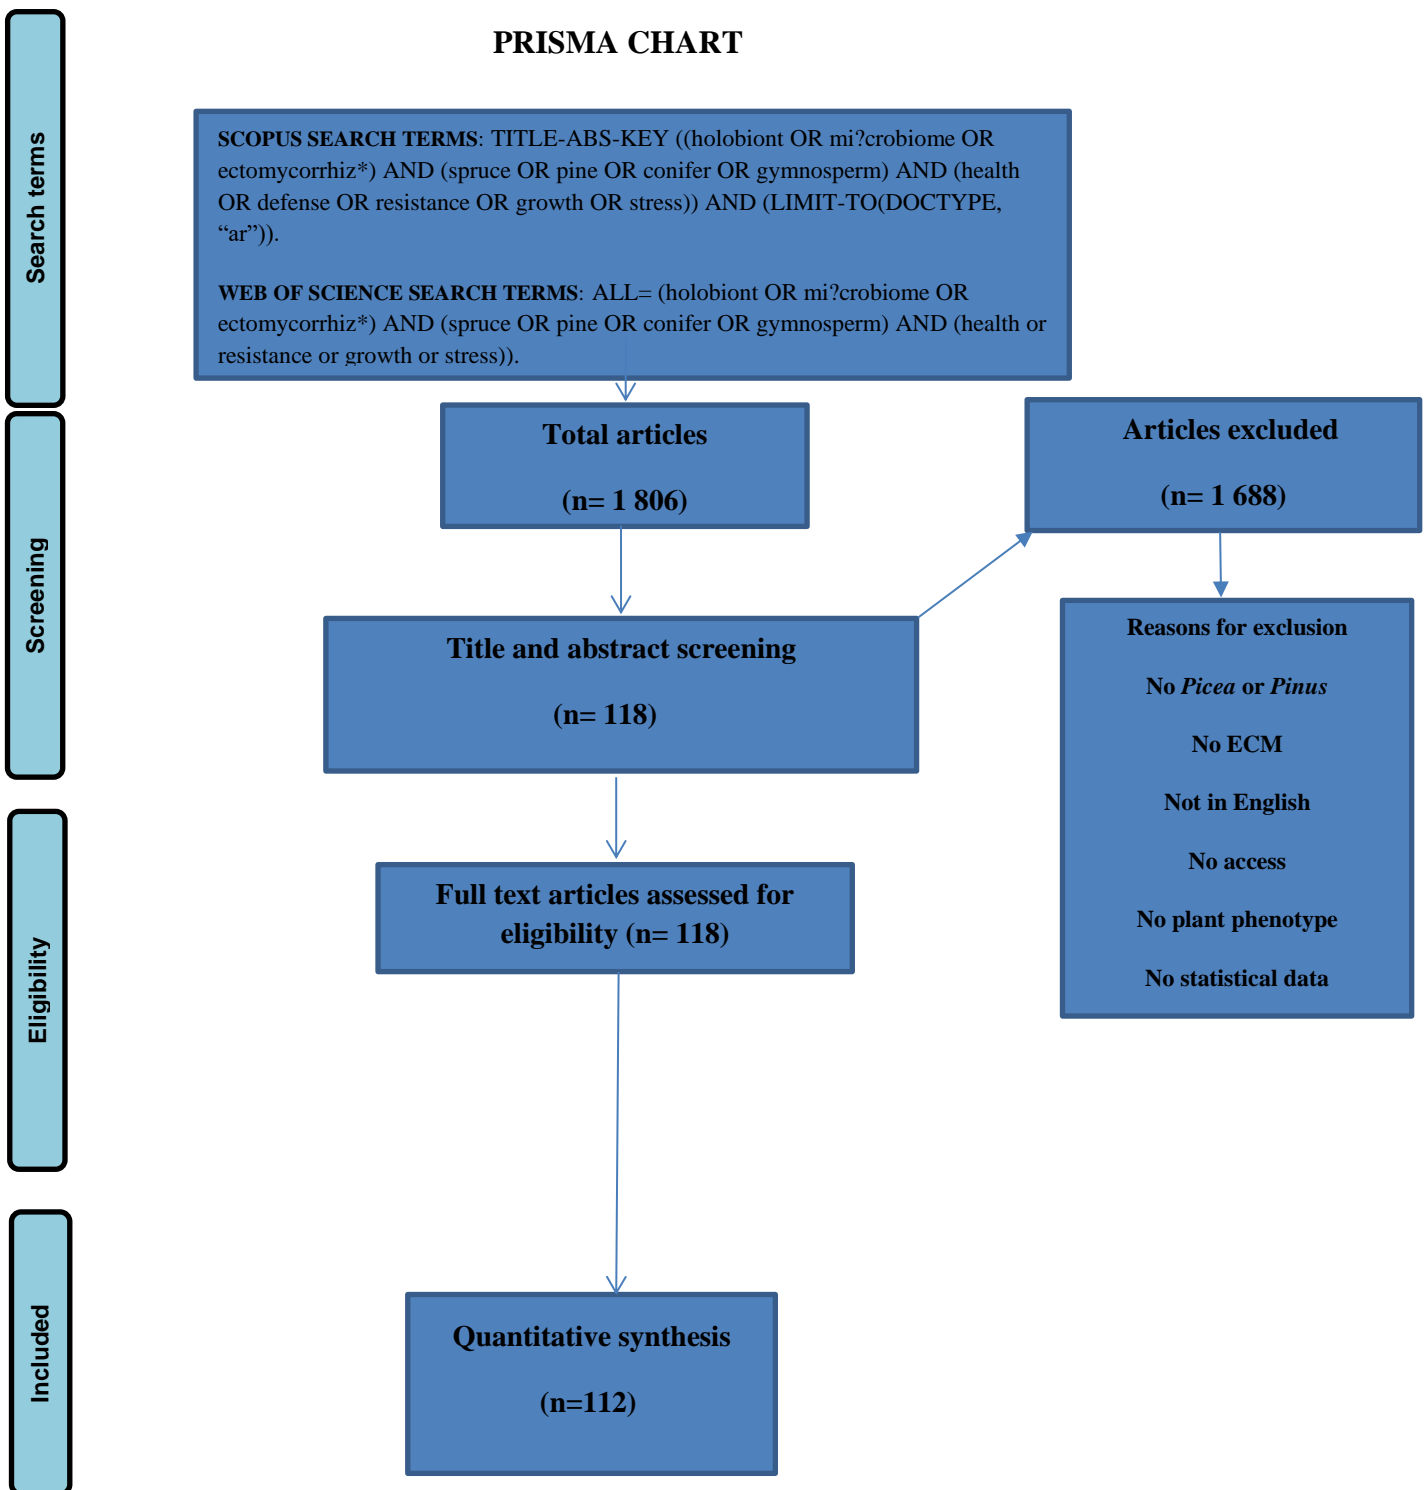 PRISMA CHART
Search terms
SCOPUS SEARCH TERMS: TITLE-ABS-KEY ((holobiont OR mi?crobiome OR
ectomycorrhiz*) AND (spruce OR pine OR conifer OR gymnosperm) AND (health
OR defense OR resistance OR growth OR stress)) AND (LIMIT-TO(DOCTYPE,
“ar”)).
WEB OF SCIENCE SEARCH TERMS: ALL= (holobiont OR mi?crobiome OR
ectomycorrhiz*) AND (spruce OR pine OR conifer OR gymnosperm) AND (health or
resistance or growth or stress)).
Screening
Total articles
(n= 1 806)
Articles excluded
(n= 1 688)
Title and abstract screening
(n= 118)
Reasons for exclusion
No Picea or Pinus
No ECM
Not in English
No access
No plant phenotype
No statistical data
Eligibility
Full text articles assessed for
eligibility (n= 118)
Included
Quantitative synthesis
(n=112)